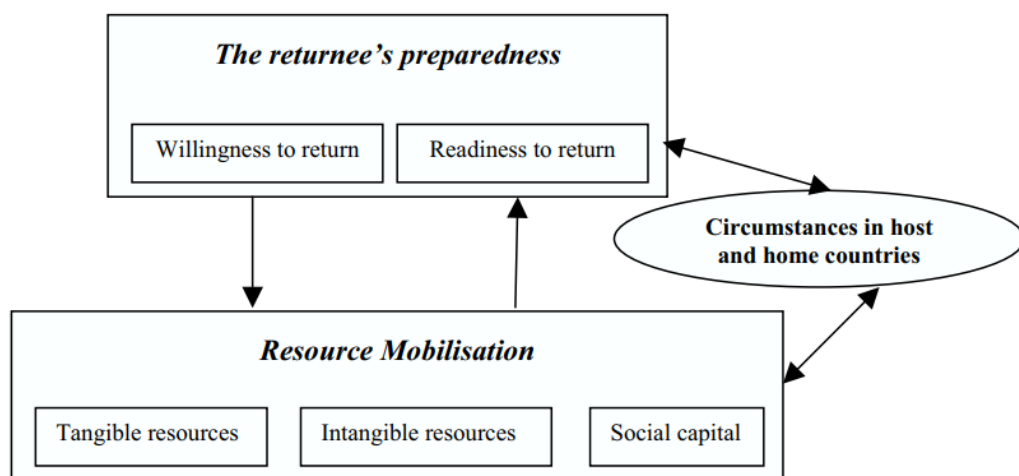 The returnee’s preparedness
Willingness to return
Readiness to return
Circumstances in host
and home countries
Resource Mobilisation
Tangible resources
Intangible resources
Social capital